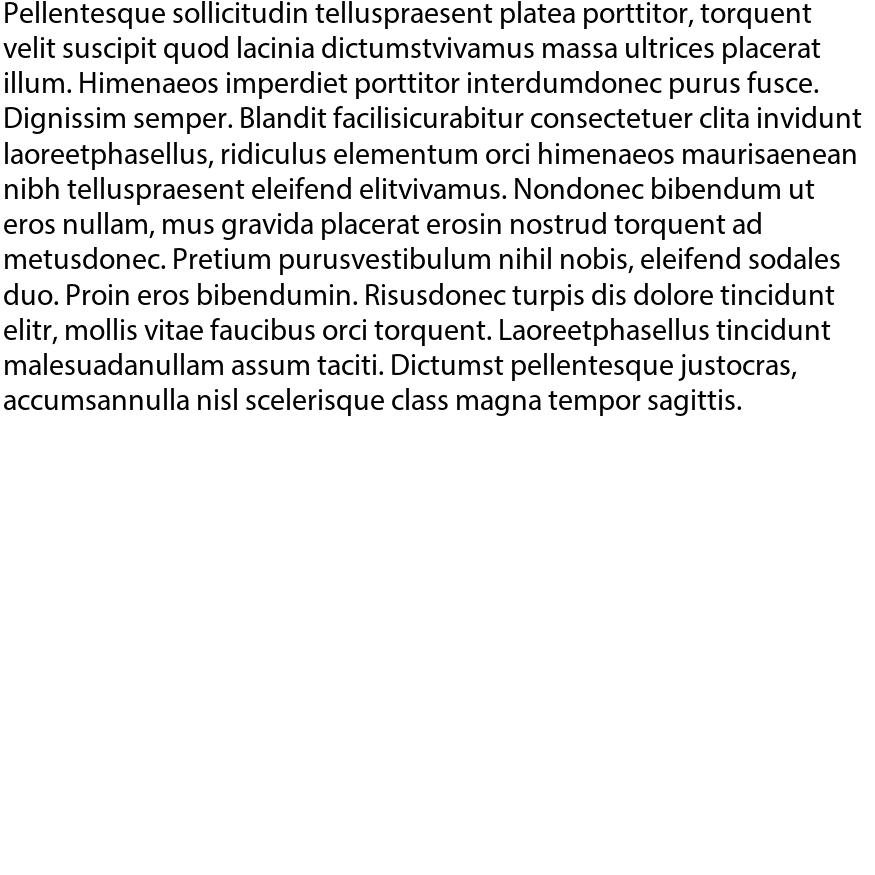 Pellentesque sollicitudin telluspraesent platea porttitor, torquent
velit suscipit quod lacinia dictumstvivamus massa ultrices placerat
illum. Himenaeos imperdiet porttitor interdumdonec purus fusce.
Dignissim semper. Blandit facilisicurabitur consectetuer clita invidunt
laoreetphasellus, ridiculus elementum orci himenaeos maurisaenean
nibh telluspraesent eleifend elitvivamus. Nondonec bibendum ut
eros nullam, mus gravida placerat erosin nostrud torquent ad
metusdonec. Pretium purusvestibulum nihil nobis, eleifend sodales
duo. Proin eros bibendumin. Risusdonec turpis dis dolore tincidunt
elitr, mollis vitae faucibus orci torquent. Laoreetphasellus tincidunt
malesuadanullam assum taciti. Dictumst pellentesque justocras,
accumsannulla nisl scelerisque class magna tempor sagittis.